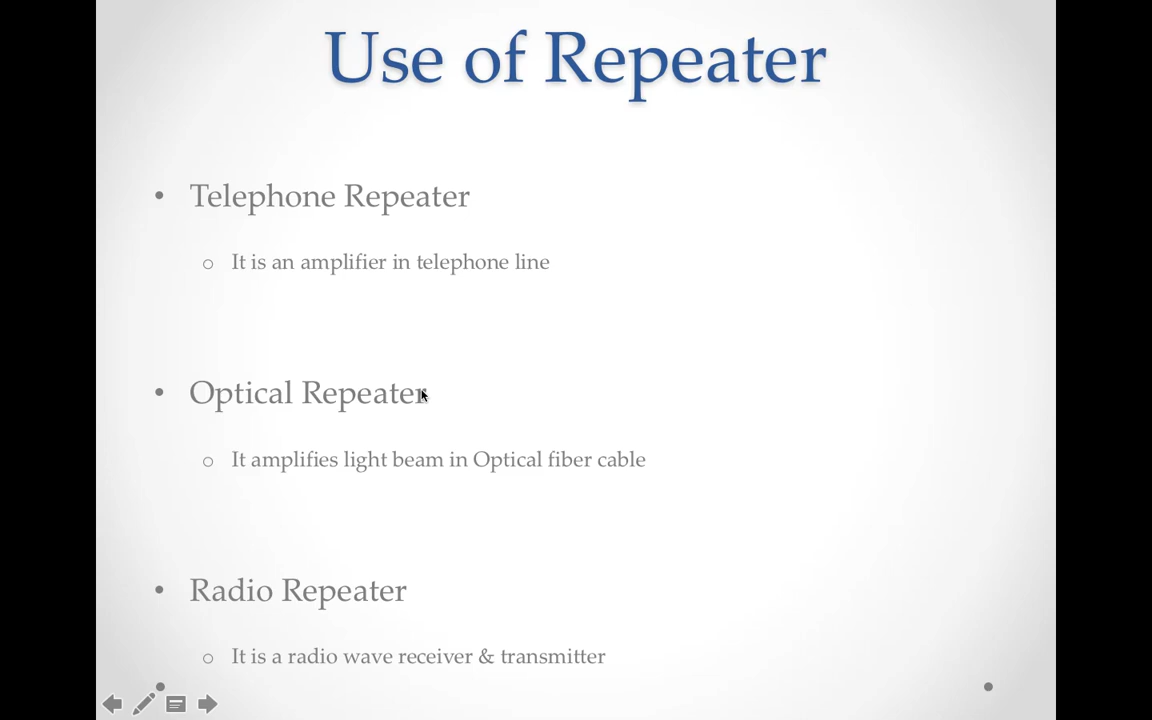 Use of Repeater
• Telephone Repeater
o It is an amplifier in telephone line
• Optical Repeater
o It amplifies light beam in Optical fiber cable
• Radio Repeater
o It is a radio wave receiver & transmitter